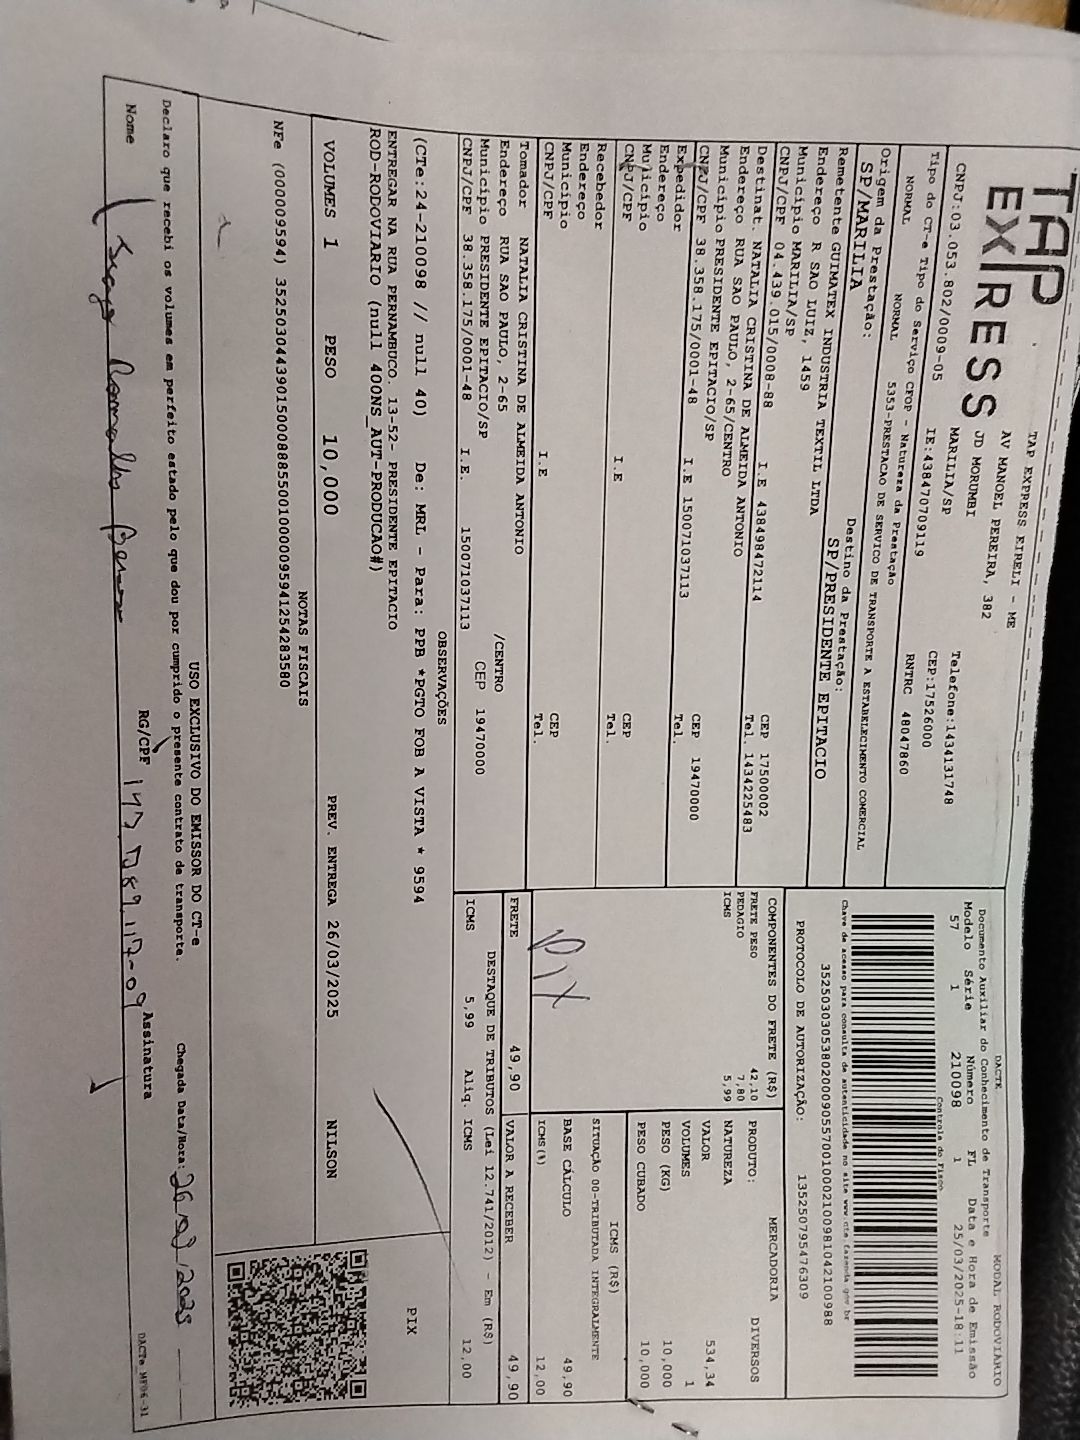 TAP
EXPRESS
TAP EXPRESS EIRELI - ME
AV MANOEL PEREIRA, 382
JD MORUMBI
MARILIA/SP
Telefone:1434131748
CNPJ:03.053.802/0009-05 IE:438470709119 CEP:17526000
Tipo do CT-e Tipo do Serviço CFOP - Natureza da Prestação RNTRC 48047860
NORMAL NORMAL 5353-PRESTACAO DE SERVICO DE TRANSPORTE A ESTABELECIMENTO COMERCIAL
Origem da Prestação: Destino da Prestação:
SP/MARILIA SP/PRESIDENTE EPITACIO
Remetente GUIMATEX INDUSTRIA TEXTIL LTDA
Endereço R SAO LUIZ, 1459
Município MARILIA/SP CEP 17500002
CNPJ/CPF 04.439.015/0008-88 I.E 438498472114 Tel. 1434225483
Destinat. NATALIA CRISTINA DE ALMEIDA ANTONIO
Endereço RUA SAO PAULO, 2-65/CENTRO
Município PRESIDENTE EPITACIO/SP CEP 19470000
CNPJ/CPF 38.358.175/0001-48 I.E 150071037113 Tel.
Expedidor
Endereço
Município CEP
CNPJ/CPF I.E Tel.
Recebedor
Endereço
Município CEP
CNPJ/CPF I.E Tel.
Tomador NATALIA CRISTINA DE ALMEIDA ANTONIO
Endereço RUA SAO PAULO, 2-65 /CENTRO
Município PRESIDENTE EPITACIO/SP CEP 19470000
CNPJ/CPF 38.358.175/0001-48 I.E. 150071037113
DACTE MODAL RODOVIÁRIO
Documento Auxiliar do Conhecimento de Transporte
Modelo Série Número FL Data e Hora de Emissão
57 1 210098 1 25/03/2025-18:11
Controle do Fisco
Chave de acesso para consulta de autenticidade no site www.cte.fazenda.gov.br
35250303053802000905570010002100981042100988
PROTOCOLO DE AUTORIZAÇÃO: 135250795476309
COMPONENTES DO FRETE (R$)
FRETE PESO 42,10
PEDAGIO 7,80
ICMS 5,99
PIX
MERCADORIA
PRODUTO: DIVERSOS
NATUREZA
VALOR 534,34
VOLUMES 1
PESO (KG) 10,000
PESO CUBADO 10,000
ICMS (R$)
SITUAÇÃO 00-TRIBUTADA INTEGRALMENTE
BASE CÁLCULO 49,90
ICMS(%) 12,00
FRETE 49,90 VALOR A RECEBER 49,90
DESTAQUE DE TRIBUTOS (Lei 12.741/2012) - Em (R$)
ICMS 5,99 Aliq. ICMS 12,00
OBSERVAÇÕES
(CTe:24-210098 // null 40) De: MRL - Para: PPB *PGTO FOB A VISTA * 9594
ENTREGAR NA RUA PERNAMBUCO. 13-52- PRESIDENTE EPITACIO
ROD-RODOVIARIO (null 400NS_AUT-PRODUCAO#)
PIX
VOLUMES 1 PESO 10,000 PREV. ENTREGA 26/03/2025 NILSON
NOTAS FISCAIS
NFe (000009594) 35250304439015000888550010000095941254283580
USO EXCLUSIVO DO EMISSOR DO CT-e
Declaro que recebi os volumes em perfeito estado pelo que dou por cumprido o presente contrato de transporte. Chegada Data/Hora: 26/03/2025
Nome RG/CPF Assinatura
DACTe MF06-31